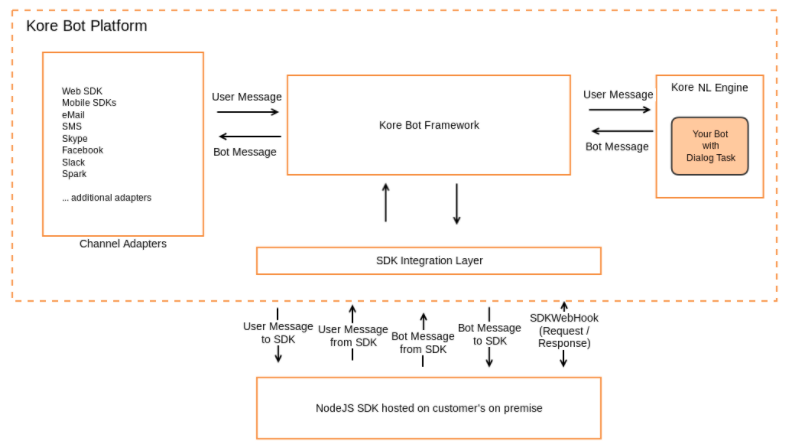 Kore Bot Platform
Web SDK
Mobile SDKs
eMail
SMS
Skype
Facebook
Slack
Spark
... additional adapters
Channel Adapters
User Message
Bot Message
Kore Bot Framework
User Message
Bot Message
Kore NL Engine
Your Bot
with
Dialog Task
SDK Integration Layer
User Message
to SDK
User Message
from SDK
Bot Message
from SDK
Bot Message
to SDK
SDKWebHook
(Request /
Response)
NodeJS SDK hosted on customer's on premise